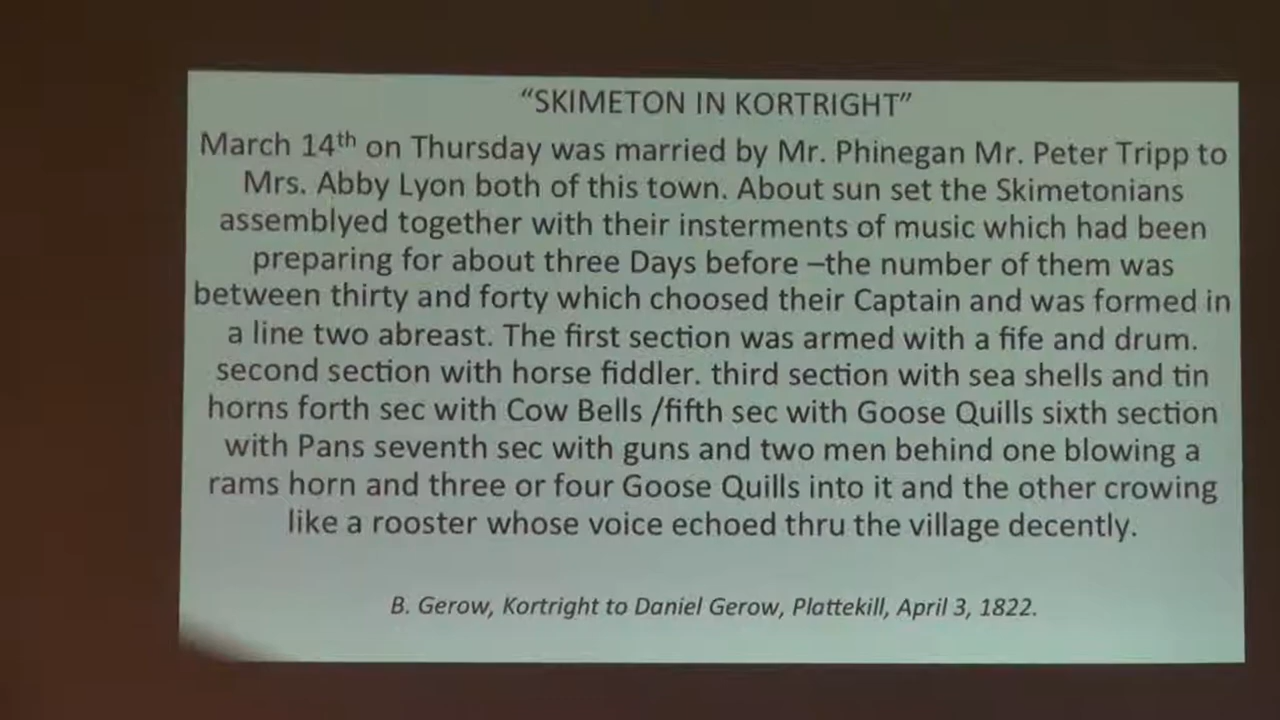 “SKIMETON IN KORTRIGHT”
March 14th on Thursday was married by Mr. Phinegan Mr. Peter Tripp to
Mrs. Abby Lyon both of this town. About sun set the Skimetonians
assemblyed together with their insterments of music which had been
preparing for about three Days before –the number of them was
between thirty and forty which choosed their Captain and was formed in
a line two abreast. The first section was armed with a fife and drum.
second section with horse fiddler. third section with sea shells and tin
horns forth sec with Cow Bells /fifth sec with Goose Quills sixth section
with Pans seventh sec with guns and two men behind one blowing a
rams horn and three or four Goose Quills into it and the other crowing
like a rooster whose voice echoed thru the village decently.
B. Gerow, Kortright to Daniel Gerow, Plattekill, April 3, 1822.